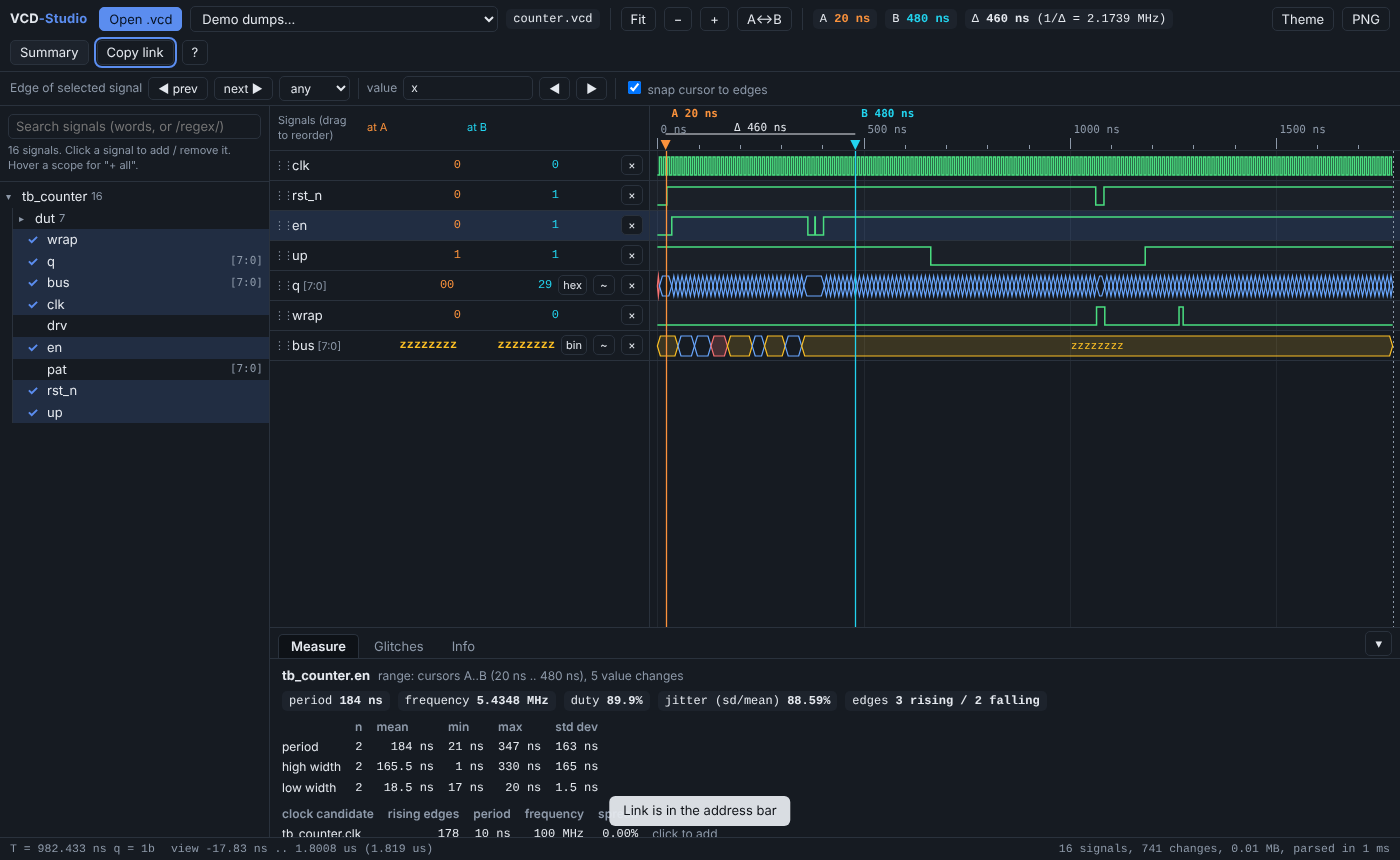 VCD-Studio Open .vcd Demo dumps... counter.vcd Fit − + A↔B A 20 ns B 480 ns Δ 460 ns (1/Δ = 2.1739 MHz) Theme PNG
Summary Copy link ?
Edge of selected signal ◀ prev next ▶ any value x ◀ ▶ snap cursor to edges
Search signals (words, or /regex/)
16 signals. Click a signal to add / remove it.
Hover a scope for "+ all".
▾ tb_counter 16
▸ dut 7
✓ wrap
✓ q [7:0]
✓ bus [7:0]
✓ clk
drv
✓ en
pat [7:0]
✓ rst_n
✓ up
Signals (drag to reorder) at A at B
clk 0 0 ×
rst_n 0 1 ×
en 0 1 ×
up 1 1 ×
q [7:0] 00 29 hex ~ ×
wrap 0 0 ×
bus [7:0] zzzzzzzz zzzzzzzz bin ~ ×
A 20 ns B 480 ns
Δ 460 ns
0 ns 500 ns 1000 ns 1500 ns
zzzzzzzz
Measure Glitches Info ▼
tb_counter.en range: cursors A..B (20 ns .. 480 ns), 5 value changes
period 184 ns frequency 5.4348 MHz duty 89.9% jitter (sd/mean) 88.59% edges 3 rising / 2 falling
n mean min max std dev
period 2 184 ns 21 ns 347 ns 163 ns
high width 2 165.5 ns 1 ns 330 ns 165 ns
low width 2 18.5 ns 17 ns 20 ns 1.5 ns
clock candidate rising edges period frequency
tb_counter.clk 178 10 ns 100 MHz 0.00% click to add
Link is in the address bar
T = 982.433 ns q = 1b view -17.83 ns .. 1.8008 us (1.819 us) 16 signals, 741 changes, 0.01 MB, parsed in 1 ms